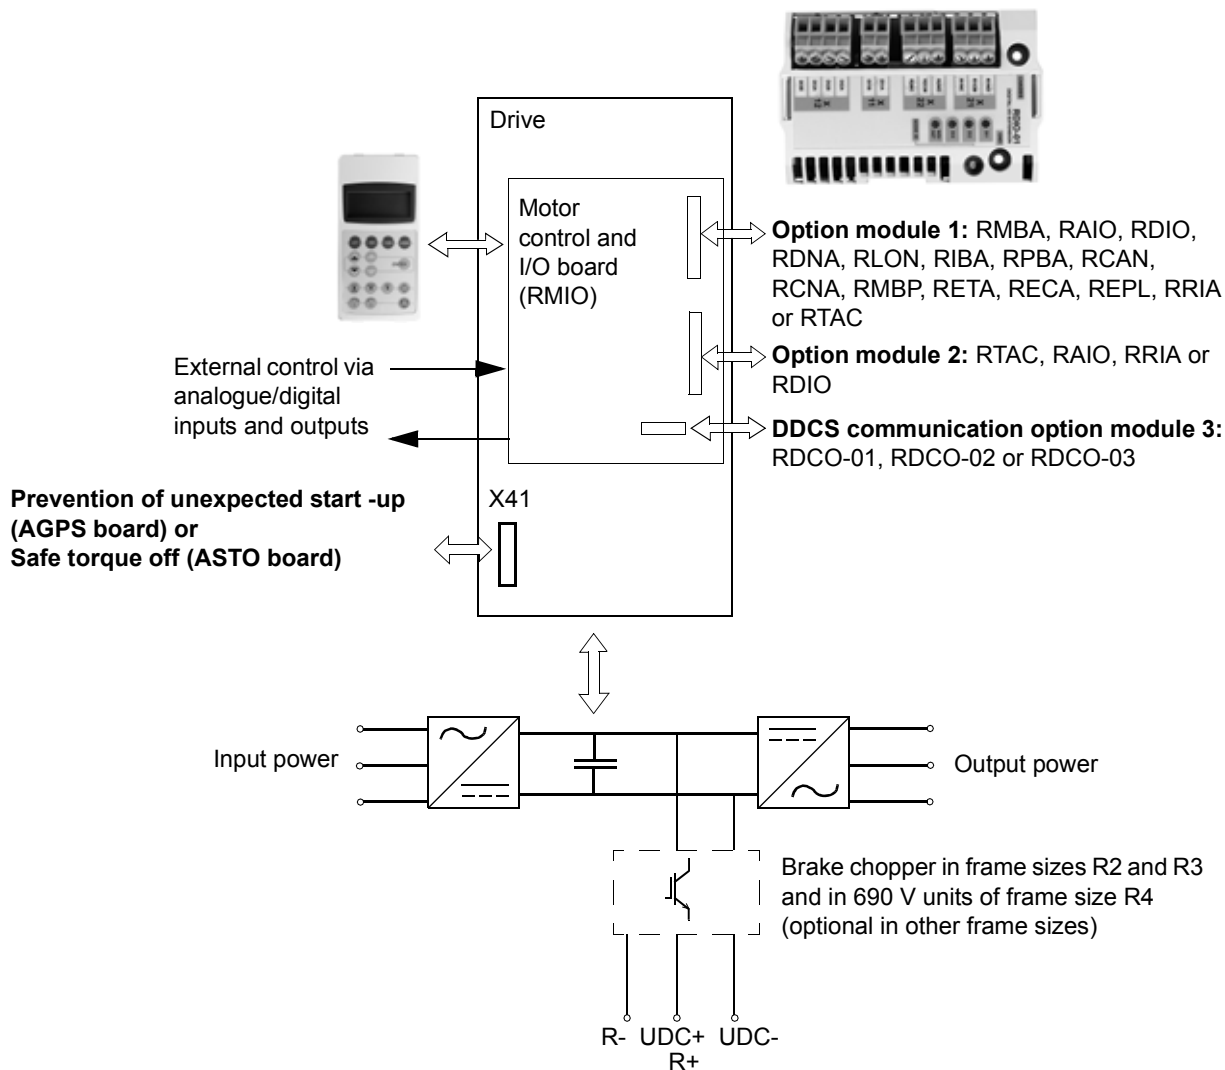 Drive
Motor
control and
I/O board
(RMIO)
RDIO-01
Option module 1: RMBA, RAIO, RDIO,
RDNA, RLON, RIBA, RPBA, RCAN,
RCNA, RMBP, RETA, RECA, REPL, RRIA
or RTAC
External control via
analogue/digital
inputs and outputs
Option module 2: RTAC, RAIO, RRIA or
RDIO
DDCS communication option module 3:
RDCO-01, RDCO-02 or RDCO-03
Prevention of unexpected start -up
(AGPS board) or
Safe torque off (ASTO board)
X41
Input power
Output power
Brake chopper in frame sizes R2 and R3
and in 690 V units of frame size R4
(optional in other frame sizes)
R- UDC+ UDC-
R+